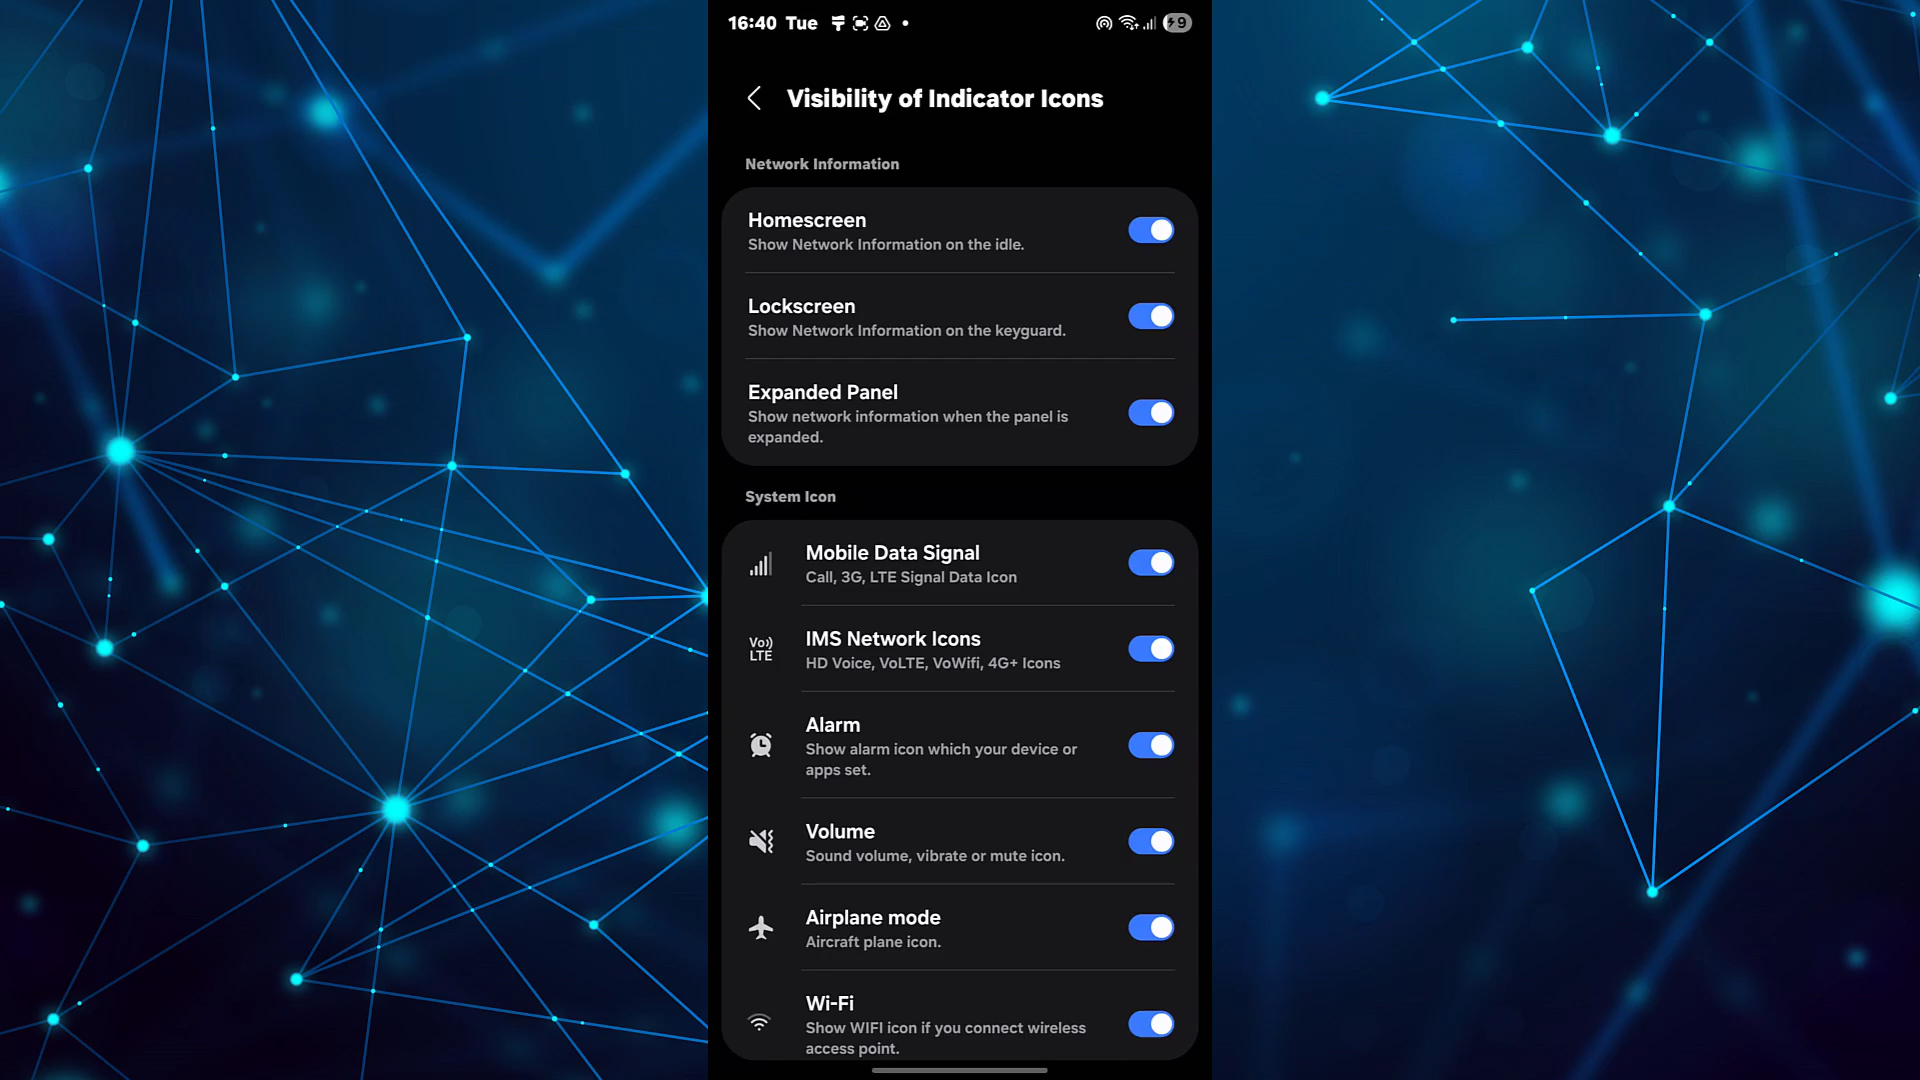 16:40 Tue
9
Visibility of Indicator Icons
Network Information
Homescreen
Show Network Information on the idle.
Lockscreen
Show Network Information on the keyguard.
Expanded Panel
Show network information when the panel is
expanded.
System Icon
Mobile Data Signal
Call, 3G, LTE Signal Data Icon
Vo))
LTE
IMS Network Icons
HD Voice, VoLTE, VoWifi, 4G+ Icons
Alarm
Show alarm icon which your device or
apps set.
Volume
Sound volume, vibrate or mute icon.
Airplane mode
Aircraft plane icon.
Wi-Fi
Show WIFI icon if you connect wireless
access point.